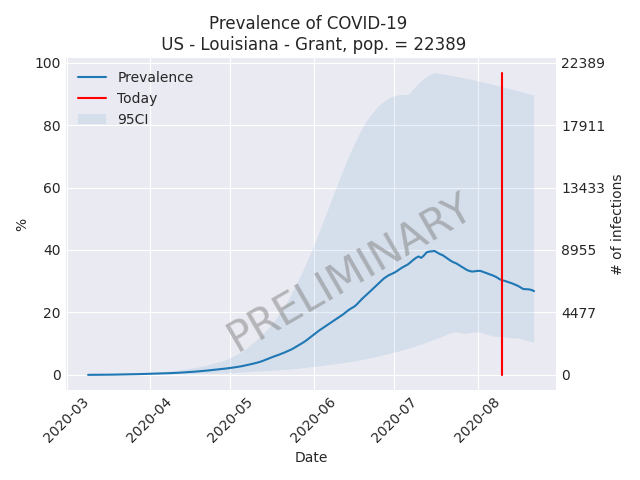 Prevalence of COVID-19
US - Louisiana - Grant, pop. = 22389
Prevalence
Today
95CI
100
80
60
40
20
0
%
22389
17911
13433
8955
4477
0
# of infections
PRELIMINARY
2020-03
2020-04
2020-05
2020-06
2020-07
2020-08
Date